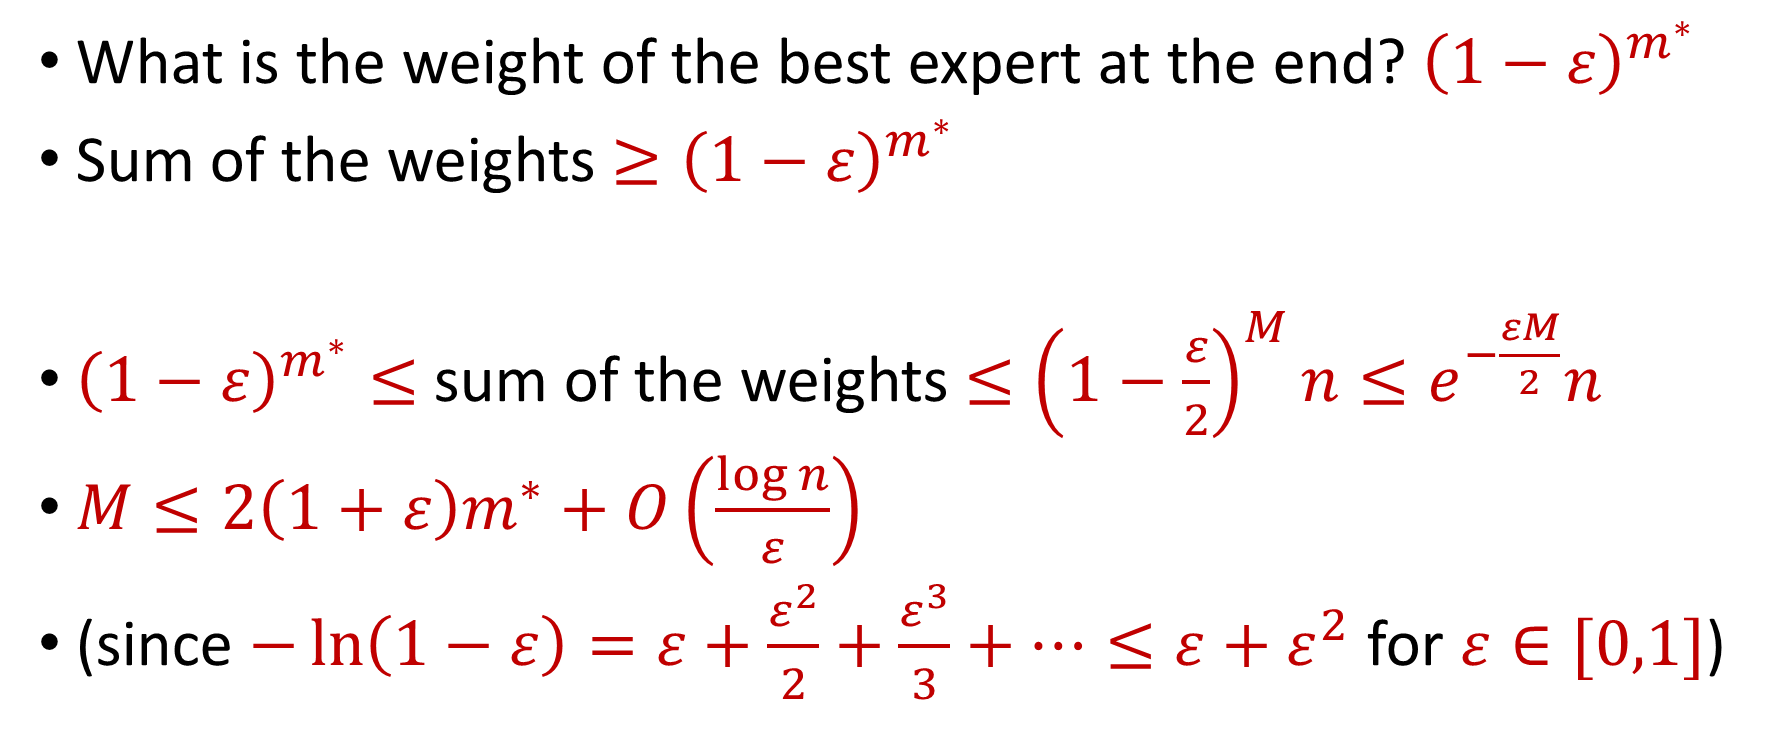 • What is the weight of the best expert at the end? (1 − ε)^{m*}
• Sum of the weights ≥ (1 − ε)^{m*}
• (1 − ε)^{m*} ≤ sum of the weights ≤ (1 − ε/2)^M n ≤ e^{−εM/2} n
• M ≤ 2(1 + ε)m* + O(log n/ε)
• (since − ln(1 − ε) = ε + ε²/2 + ε³/3 + ⋯ ≤ ε + ε² for ε ∈ [0,1])